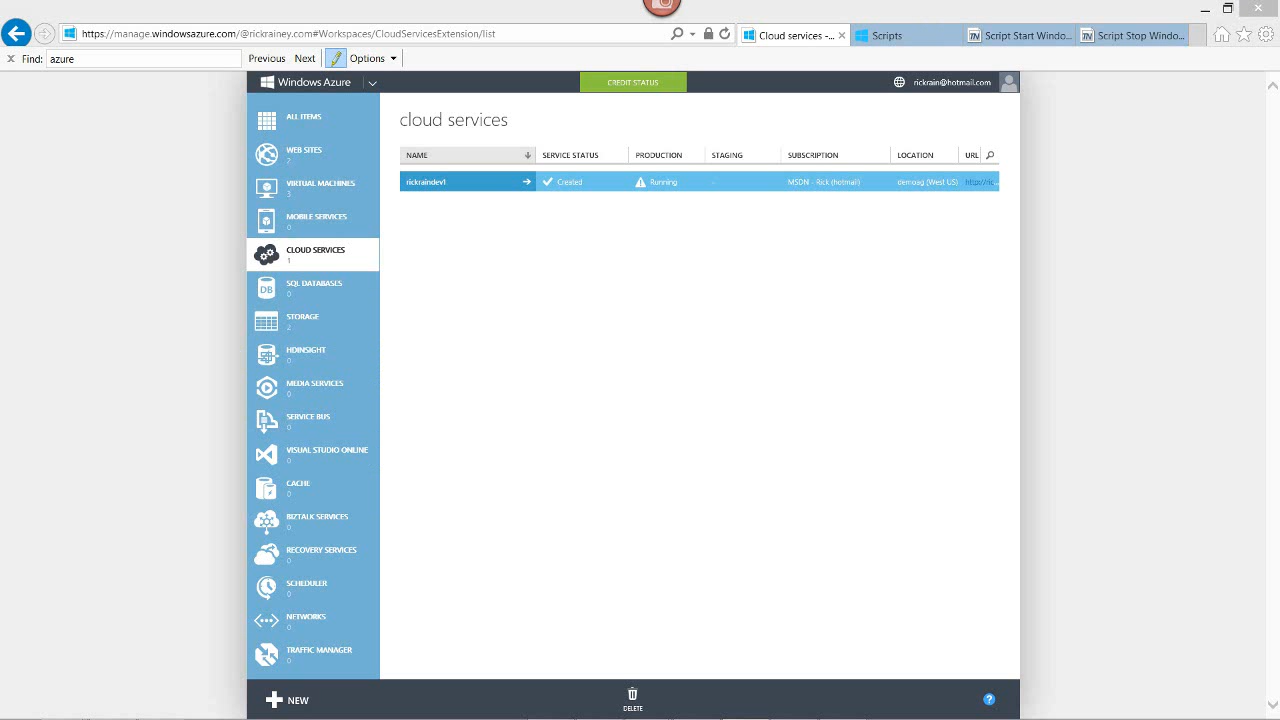 https://manage.windowsazure.com/@rickrainey.com#Workspaces/CloudServicesExtension/list
Cloud services -...
Scripts
Script Start Windo...
Script Stop Windo...
Find: azure
Previous Next Options
Windows Azure
CREDIT STATUS
rickrain@hotmail.com
ALL ITEMS
WEB SITES
2
VIRTUAL MACHINES
3
MOBILE SERVICES
0
CLOUD SERVICES
1
SQL DATABASES
0
STORAGE
2
HDINSIGHT
0
MEDIA SERVICES
0
SERVICE BUS
0
VISUAL STUDIO ONLINE
0
CACHE
0
BIZTALK SERVICES
0
RECOVERY SERVICES
0
SCHEDULER
0
NETWORKS
0
TRAFFIC MANAGER
0
cloud services
NAME SERVICE STATUS PRODUCTION STAGING SUBSCRIPTION LOCATION URL
rickraindev1 Created Running MSDN - Rick (hotmail) demoag (West US) http://ric...
NEW
DELETE
?